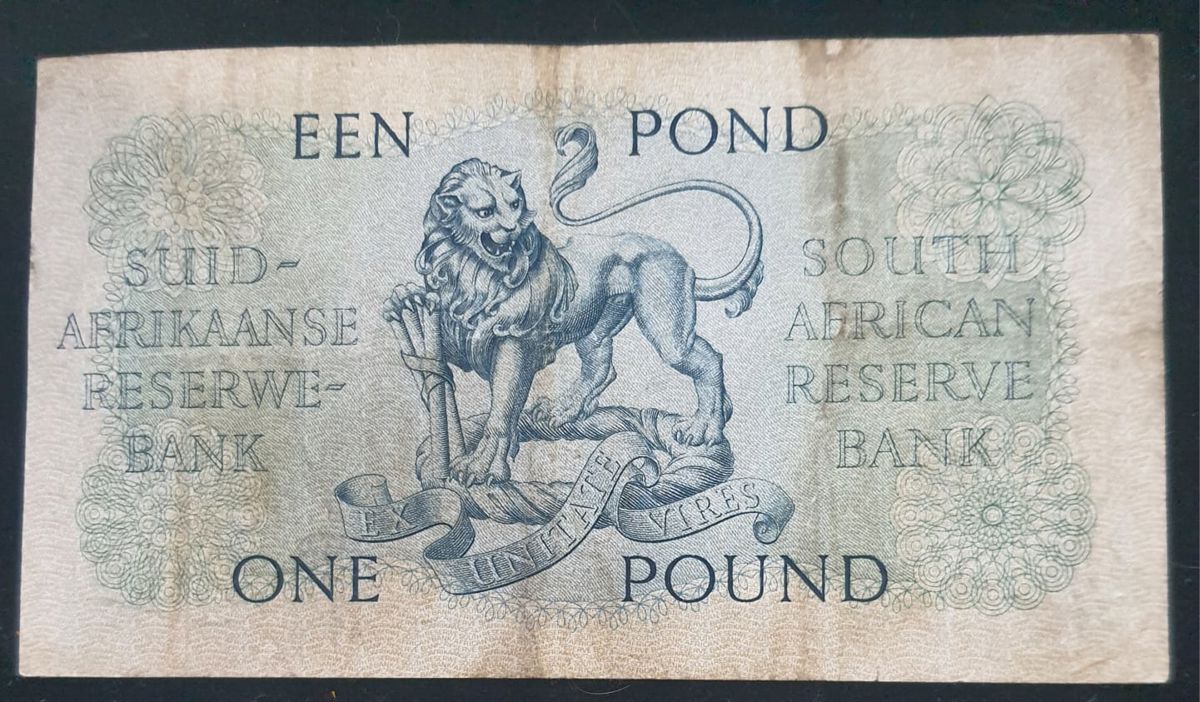 EEN POND
SUID-
AFRIKAANSE
RESERWE-
BANK
SOUTH
AFRICAN
RESERVE
BANK
EX UNITATE VIRES
ONE POUND